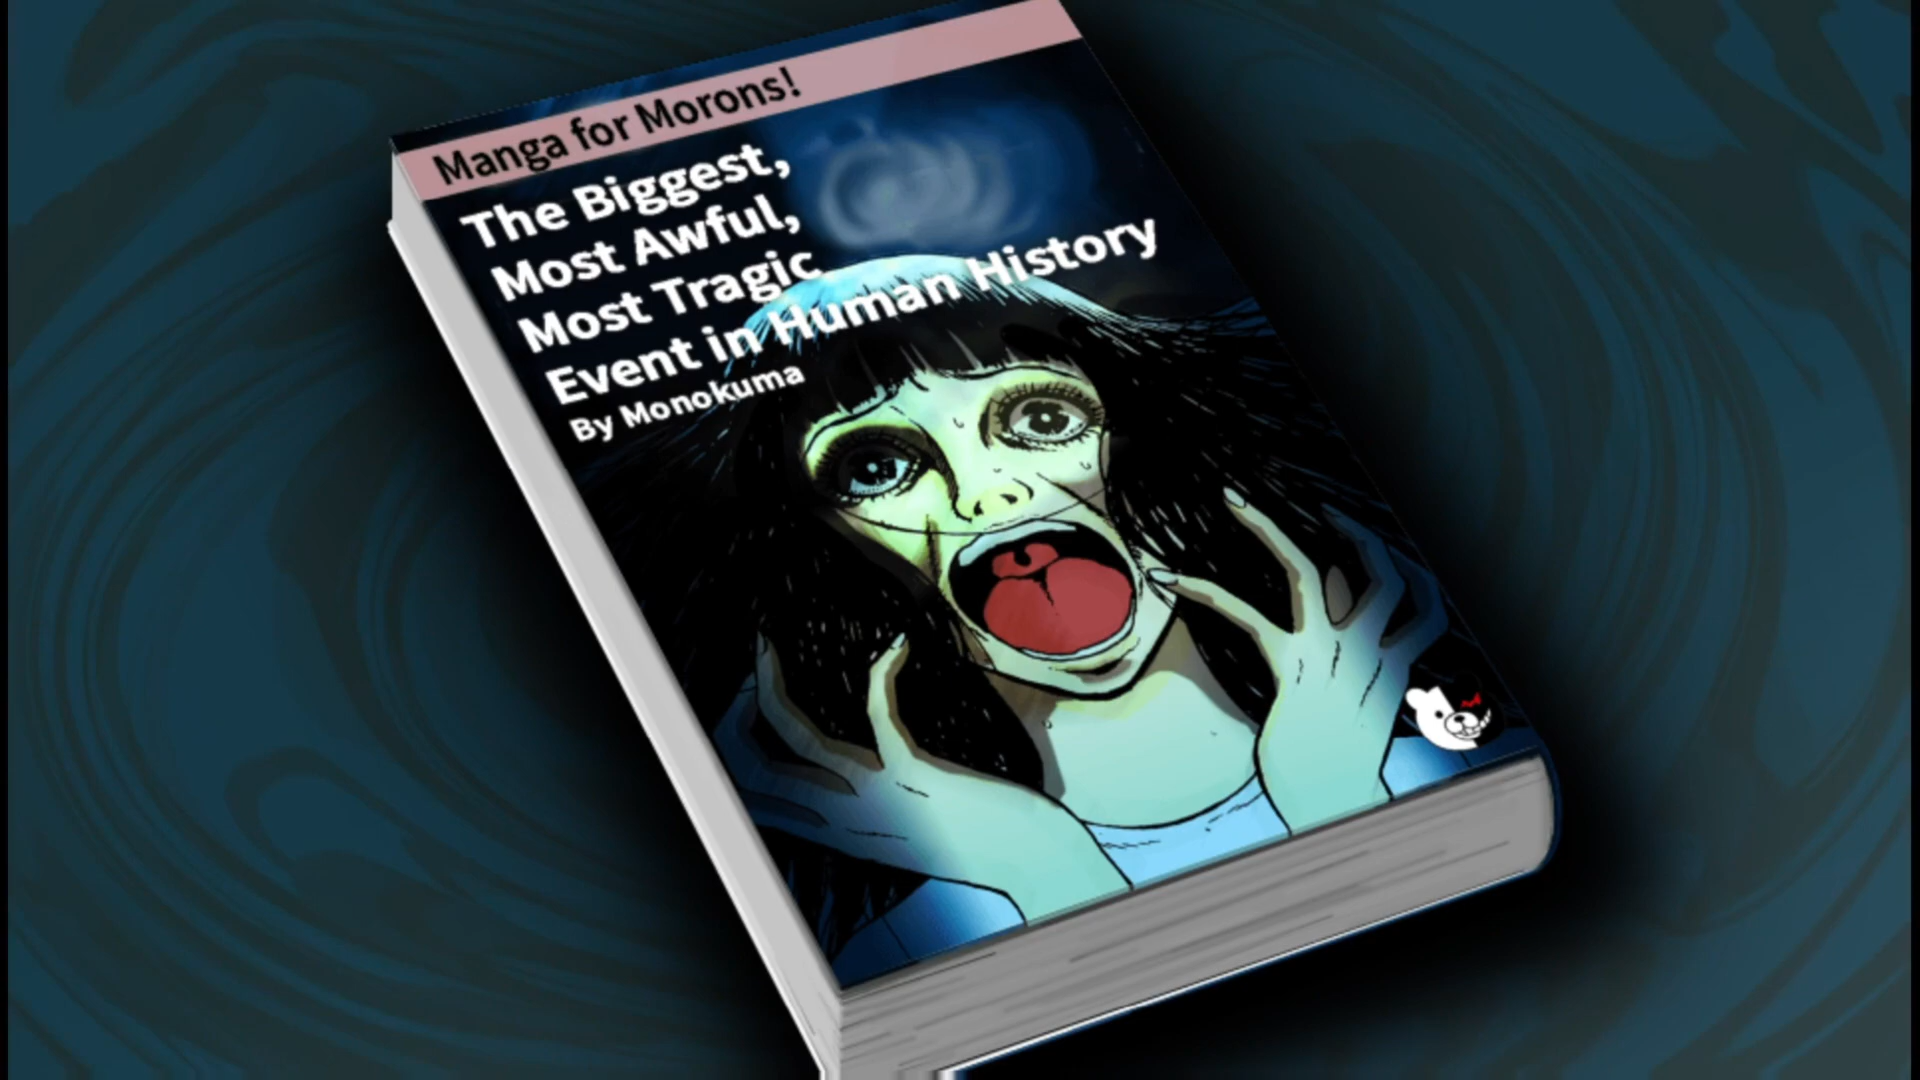 Manga for Morons!
The Biggest,
Most Awful,
Most Tragic
Event in Human History
By Monokuma